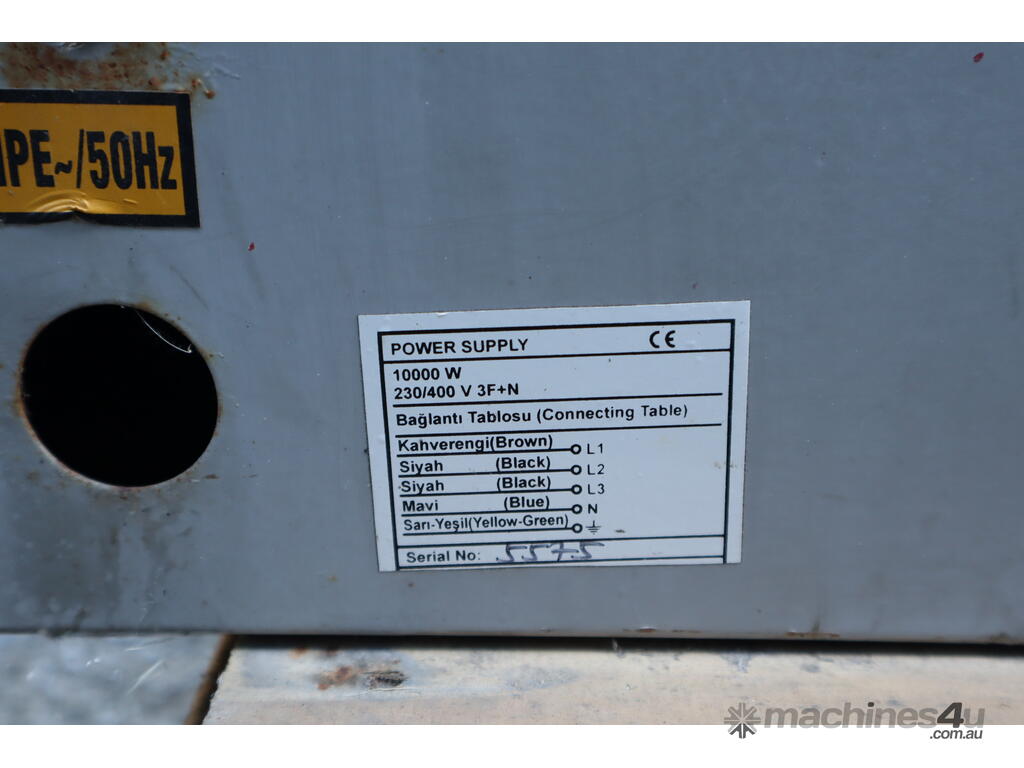 NPE~/50Hz
POWER SUPPLY CE
10000 W
230/400 V 3F+N
Bağlantı Tablosu (Connecting Table)
Kahverengi(Brown) L1
Siyah (Black) L2
Siyah (Black) L3
Mavi (Blue) N
Sarı-Yeşil(Yellow-Green)
Serial No: 5575
machines4u
.com.au